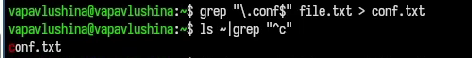 vapavlushina@vapavlushina:~$ grep "\.conf$" file.txt > conf.txt
vapavlushina@vapavlushina:~$ ls ~|grep "^c"
conf.txt